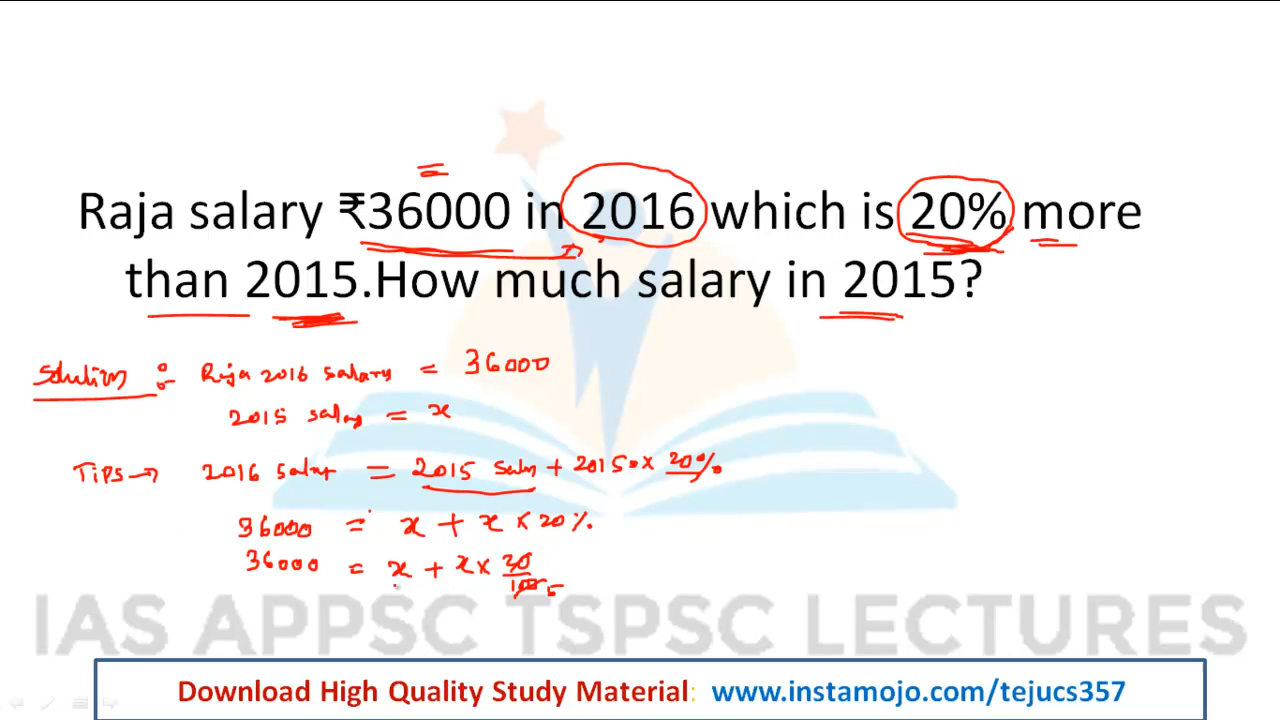 Raja salary ₹36000 in 2016 which is 20% more
than 2015.How much salary in 2015?
Solution :- Raja 2016 salary = 36000
2015 salary = x
Tips → 2016 salary = 2015 saln + 2015 × 20%
36000 = x + x × 20%
36000 = x + x × 20/100 5
IAS APPSC TSPSC LECTURES
Download High Quality Study Material: www.instamojo.com/tejucs357